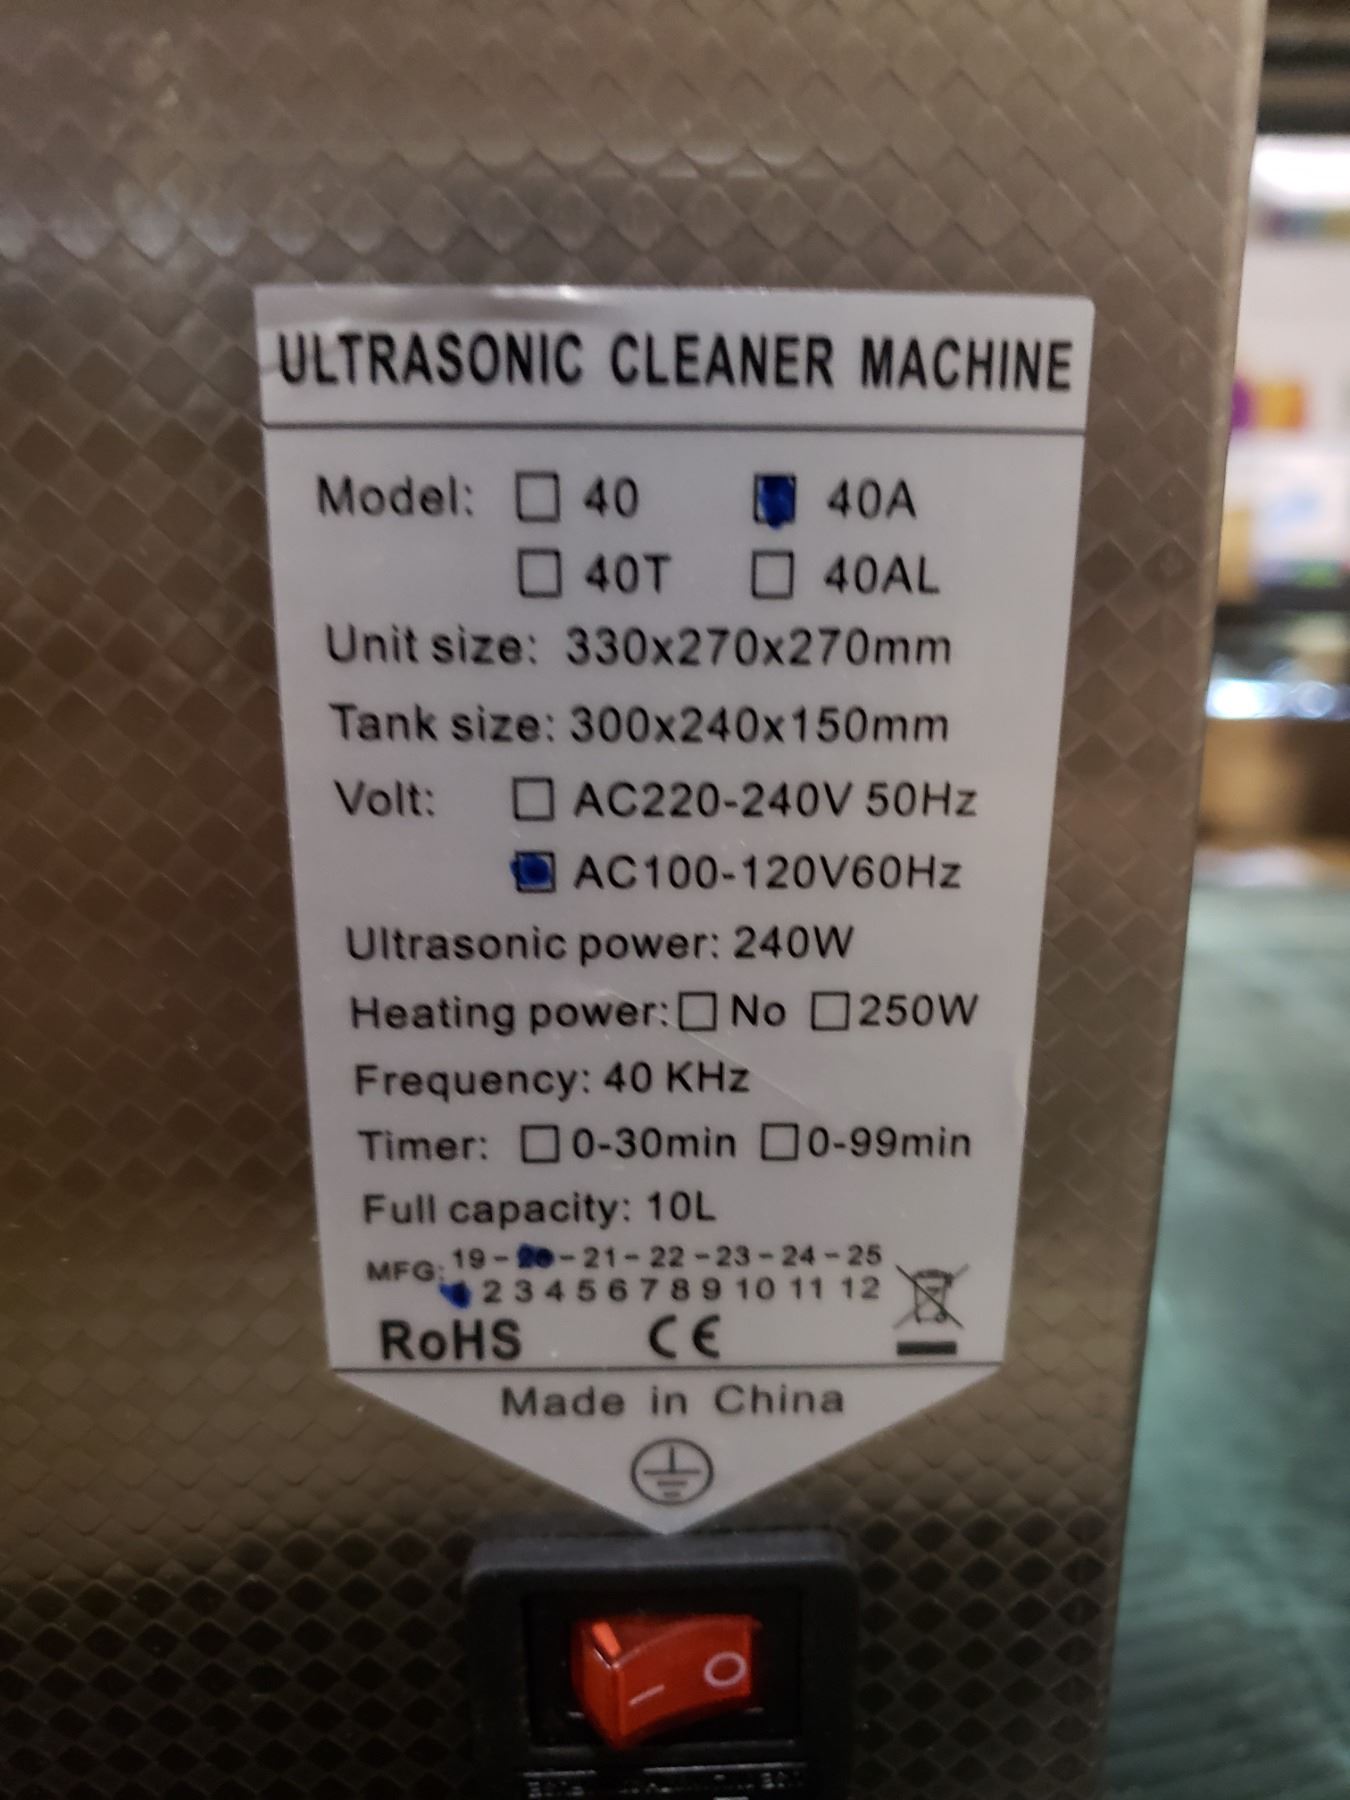 ULTRASONIC CLEANER MACHINE
Model: □ 40 ■ 40A
□ 40T □ 40AL
Unit size: 330x270x270mm
Tank size: 300x240x150mm
Volt: □ AC220-240V 50Hz
■ AC100-120V60Hz
Ultrasonic power: 240W
Heating power: □ No □ 250W
Frequency: 40 KHz
Timer: □ 0-30min □ 0-99min
Full capacity: 10L
MFG: 19-20-21-22-23-24-25
2 3 4 5 6 7 8 9 10 11 12
RoHS CE
Made in China